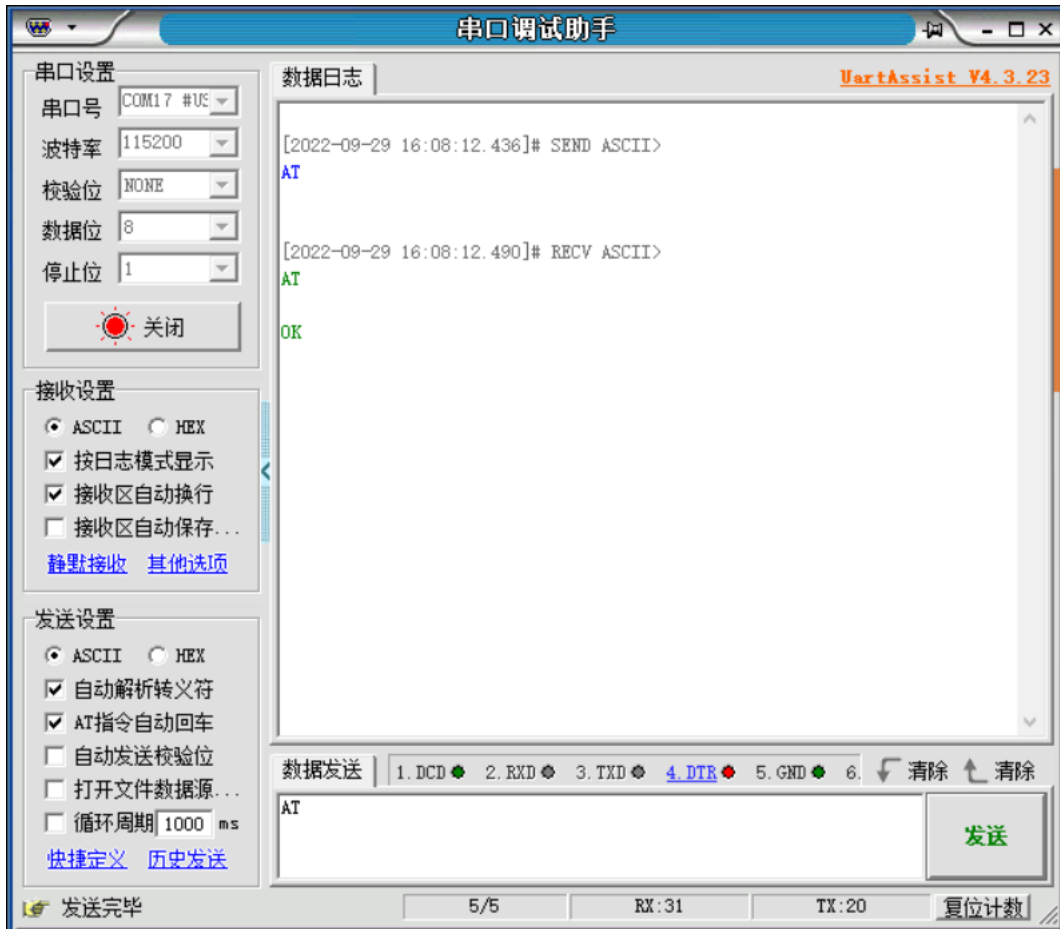 串口调试助手
串口设置
串口号 COM17 #US
波特率 115200
校验位 NONE
数据位 8
停止位 1
关闭
接收设置
ASCII HEX
按日志模式显示
接收区自动换行
接收区自动保存...
静默接收 其他选项
发送设置
ASCII HEX
自动解析转义符
AT指令自动回车
自动发送校验位
打开文件数据源...
循环周期 1000 ms
快捷定义 历史发送
数据日志 UartAssist V4.3.23
[2022-09-29 16:08:12.436]# SEND ASCII>
AT
[2022-09-29 16:08:12.490]# RECV ASCII>
AT
OK
数据发送 1.DCD 2.RXD 3.TXD 4.DTR 5.GND 6. 清除 清除
AT
发送
发送完毕 5/5 RX:31 TX:20 复位计数